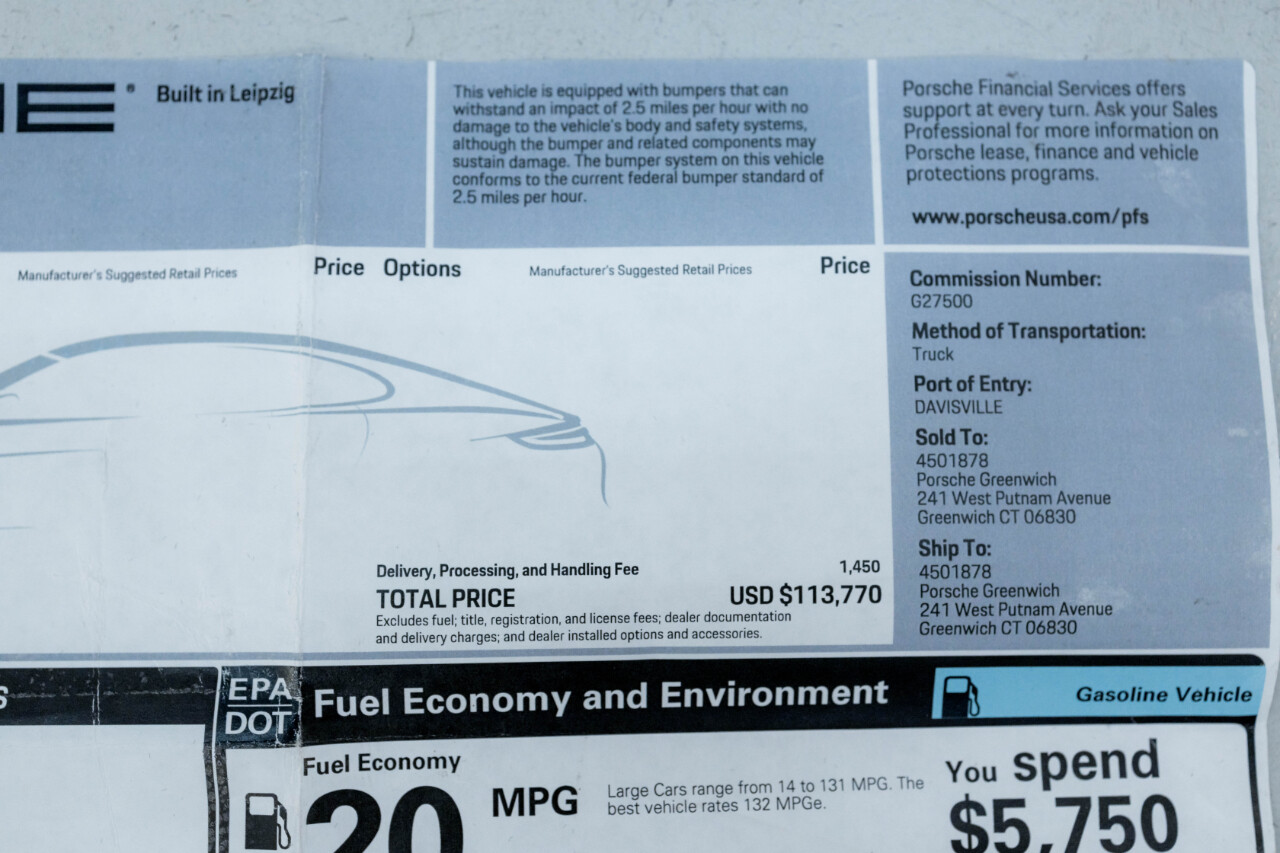 E® Built in Leipzig
This vehicle is equipped with bumpers that can
withstand an impact of 2.5 miles per hour with no
damage to the vehicle's body and safety systems,
although the bumper and related components may
sustain damage. The bumper system on this vehicle
conforms to the current federal bumper standard of
2.5 miles per hour.
Porsche Financial Services offers
support at every turn. Ask your Sales
Professional for more information on
Porsche lease, finance and vehicle
protections programs.
www.porscheusa.com/pfs
Manufacturer's Suggested Retail Prices Price
Options Manufacturer's Suggested Retail Prices Price
Delivery, Processing, and Handling Fee 1,450
TOTAL PRICE USD $113,770
Excludes fuel; title, registration, and license fees; dealer documentation
and delivery charges; and dealer installed options and accessories.
Commission Number:
G27500
Method of Transportation:
Truck
Port of Entry:
DAVISVILLE
Sold To:
4501878
Porsche Greenwich
241 West Putnam Avenue
Greenwich CT 06830
Ship To:
4501878
Porsche Greenwich
241 West Putnam Avenue
Greenwich CT 06830
S
EPA
DOT
Fuel Economy and Environment
Gasoline Vehicle
Fuel Economy
20 MPG
Large Cars range from 14 to 131 MPG. The
best vehicle rates 132 MPGe.
You spend
$5,750